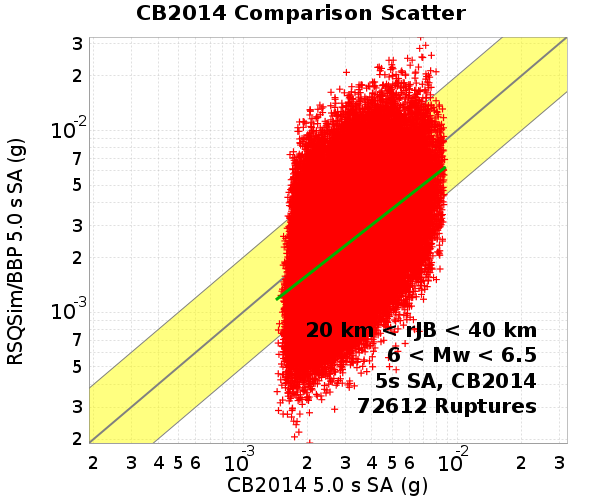 CB2014 Comparison Scatter
RSQSim/BBP 5.0 s SA (g)
3
2
10-2
7
5
3
2
10-3
7
5
3
2
20 km < rJB < 40 km
6 < Mw < 6.5
5s SA, CB2014
72612 Ruptures
2 3 4 5 6 10-3 2 3 4 5 6 10-2 2 3
CB2014 5.0 s SA (g)